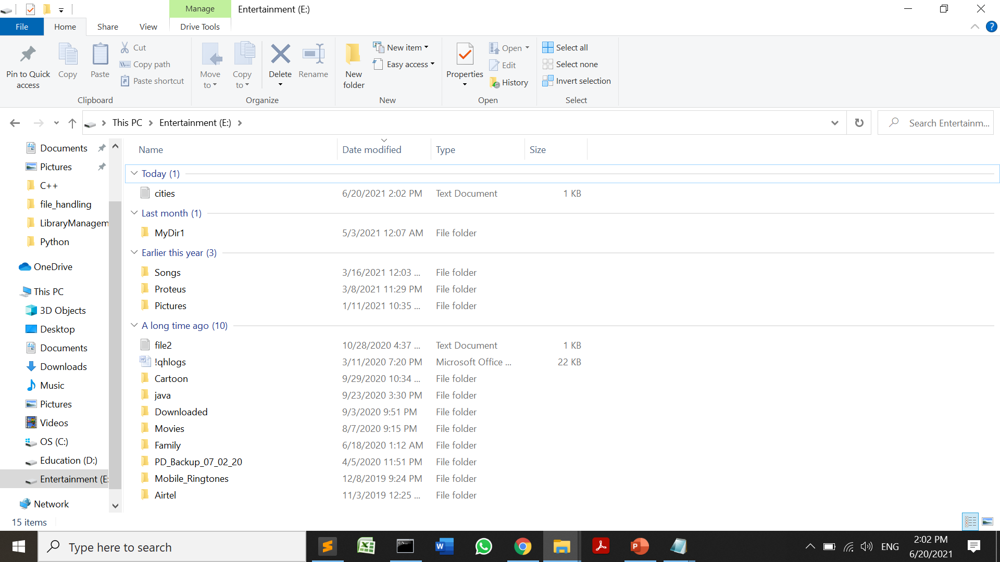 Manage
Entertainment (E:)
File
Home
Share
View
Drive Tools
Pin to Quick access
Copy
Paste
Cut
Copy path
Paste shortcut
Clipboard
Move to
Copy to
Delete
Rename
Organize
New folder
New item
Easy access
New
Properties
Open
Edit
History
Open
Select all
Select none
Invert selection
Select
This PC
Entertainment (E:)
Search Entertainm...
Documents
Pictures
C++
file_handling
LibraryManagem
Python
OneDrive
This PC
3D Objects
Desktop
Documents
Downloads
Music
Pictures
Videos
OS (C:)
Education (D:)
Entertainment (E:
Network
Name Date modified Type Size
Today (1)
cities 6/20/2021 2:02 PM Text Document 1 KB
Last month (1)
MyDir1 5/3/2021 12:07 AM File folder
Earlier this year (3)
Songs 3/16/2021 12:03 ... File folder
Proteus 3/8/2021 11:29 PM File folder
Pictures 1/11/2021 10:35 ... File folder
A long time ago (10)
file2 10/28/2020 4:37 ... Text Document 1 KB
!qhlogs 3/11/2020 7:20 PM Microsoft Office ... 22 KB
Cartoon 9/29/2020 10:34 ... File folder
java 9/23/2020 3:30 PM File folder
Downloaded 9/3/2020 9:51 PM File folder
Movies 8/7/2020 9:15 PM File folder
Family 6/18/2020 1:12 AM File folder
PD_Backup_07_02_20 4/5/2020 11:51 PM File folder
Mobile_Ringtones 12/8/2019 9:24 PM File folder
Airtel 11/3/2019 12:25 ... File folder
15 items
Type here to search
ENG
2:02 PM
6/20/2021